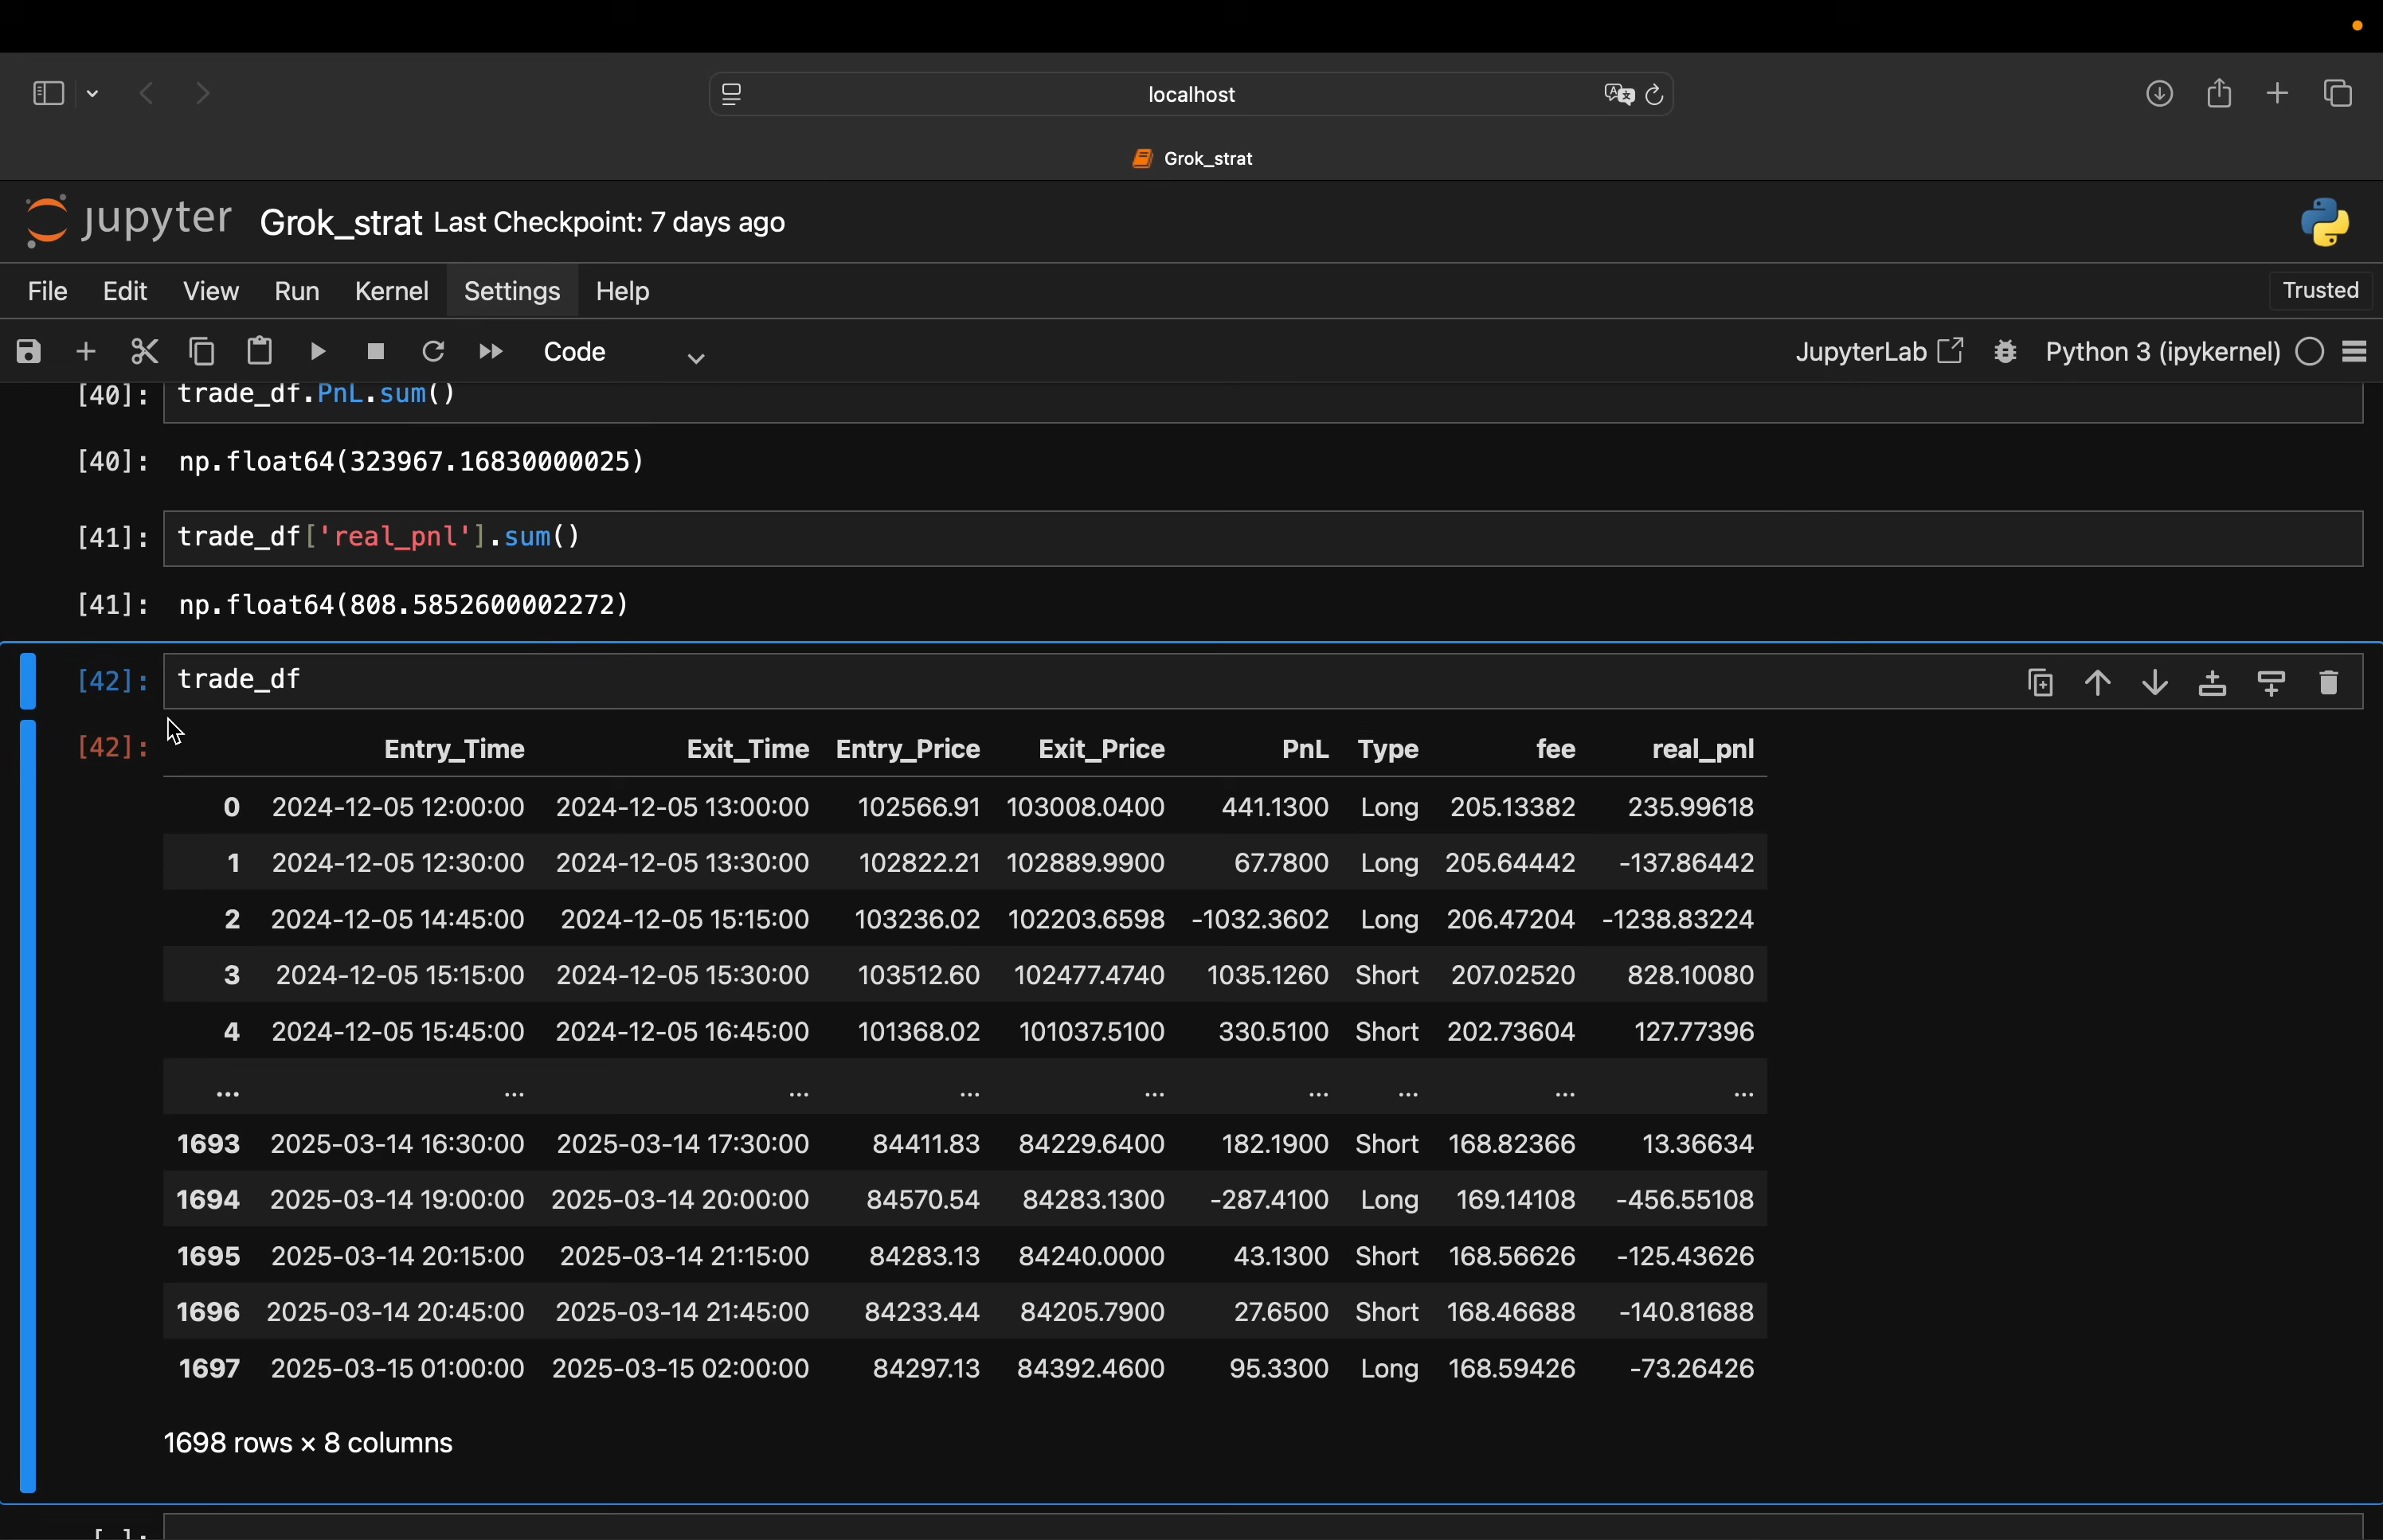 localhost
Grok_strat
jupyter Grok_strat Last Checkpoint: 7 days ago
File Edit View Run Kernel Settings Help Trusted
Code JupyterLab Python 3 (ipykernel)
[40]: trade_df.PnL.sum()
[40]: np.float64(323967.16830000025)
[41]: trade_df['real_pnl'].sum()
[41]: np.float64(808.5852600002272)
[42]: trade_df
[42]: Entry_Time Exit_Time Entry_Price Exit_Price PnL Type fee real_pnl
0 2024-12-05 12:00:00 2024-12-05 13:00:00 102566.91 103008.0400 441.1300 Long 205.13382 235.99618
1 2024-12-05 12:30:00 2024-12-05 13:30:00 102822.21 102889.9900 67.7800 Long 205.64442 -137.86442
2 2024-12-05 14:45:00 2024-12-05 15:15:00 103236.02 102203.6598 -1032.3602 Long 206.47204 -1238.83224
3 2024-12-05 15:15:00 2024-12-05 15:30:00 103512.60 102477.4740 1035.1260 Short 207.02520 828.10080
4 2024-12-05 15:45:00 2024-12-05 16:45:00 101368.02 101037.5100 330.5100 Short 202.73604 127.77396
... ... ... ... ... ... ... ... ...
1693 2025-03-14 16:30:00 2025-03-14 17:30:00 84411.83 84229.6400 182.1900 Short 168.82366 13.36634
1694 2025-03-14 19:00:00 2025-03-14 20:00:00 84570.54 84283.1300 -287.4100 Long 169.14108 -456.55108
1695 2025-03-14 20:15:00 2025-03-14 21:15:00 84283.13 84240.0000 43.1300 Short 168.56626 -125.43626
1696 2025-03-14 20:45:00 2025-03-14 21:45:00 84233.44 84205.7900 27.6500 Short 168.46688 -140.81688
1697 2025-03-15 01:00:00 2025-03-15 02:00:00 84297.13 84392.4600 95.3300 Long 168.59426 -73.26426
1698 rows × 8 columns
[ ]: